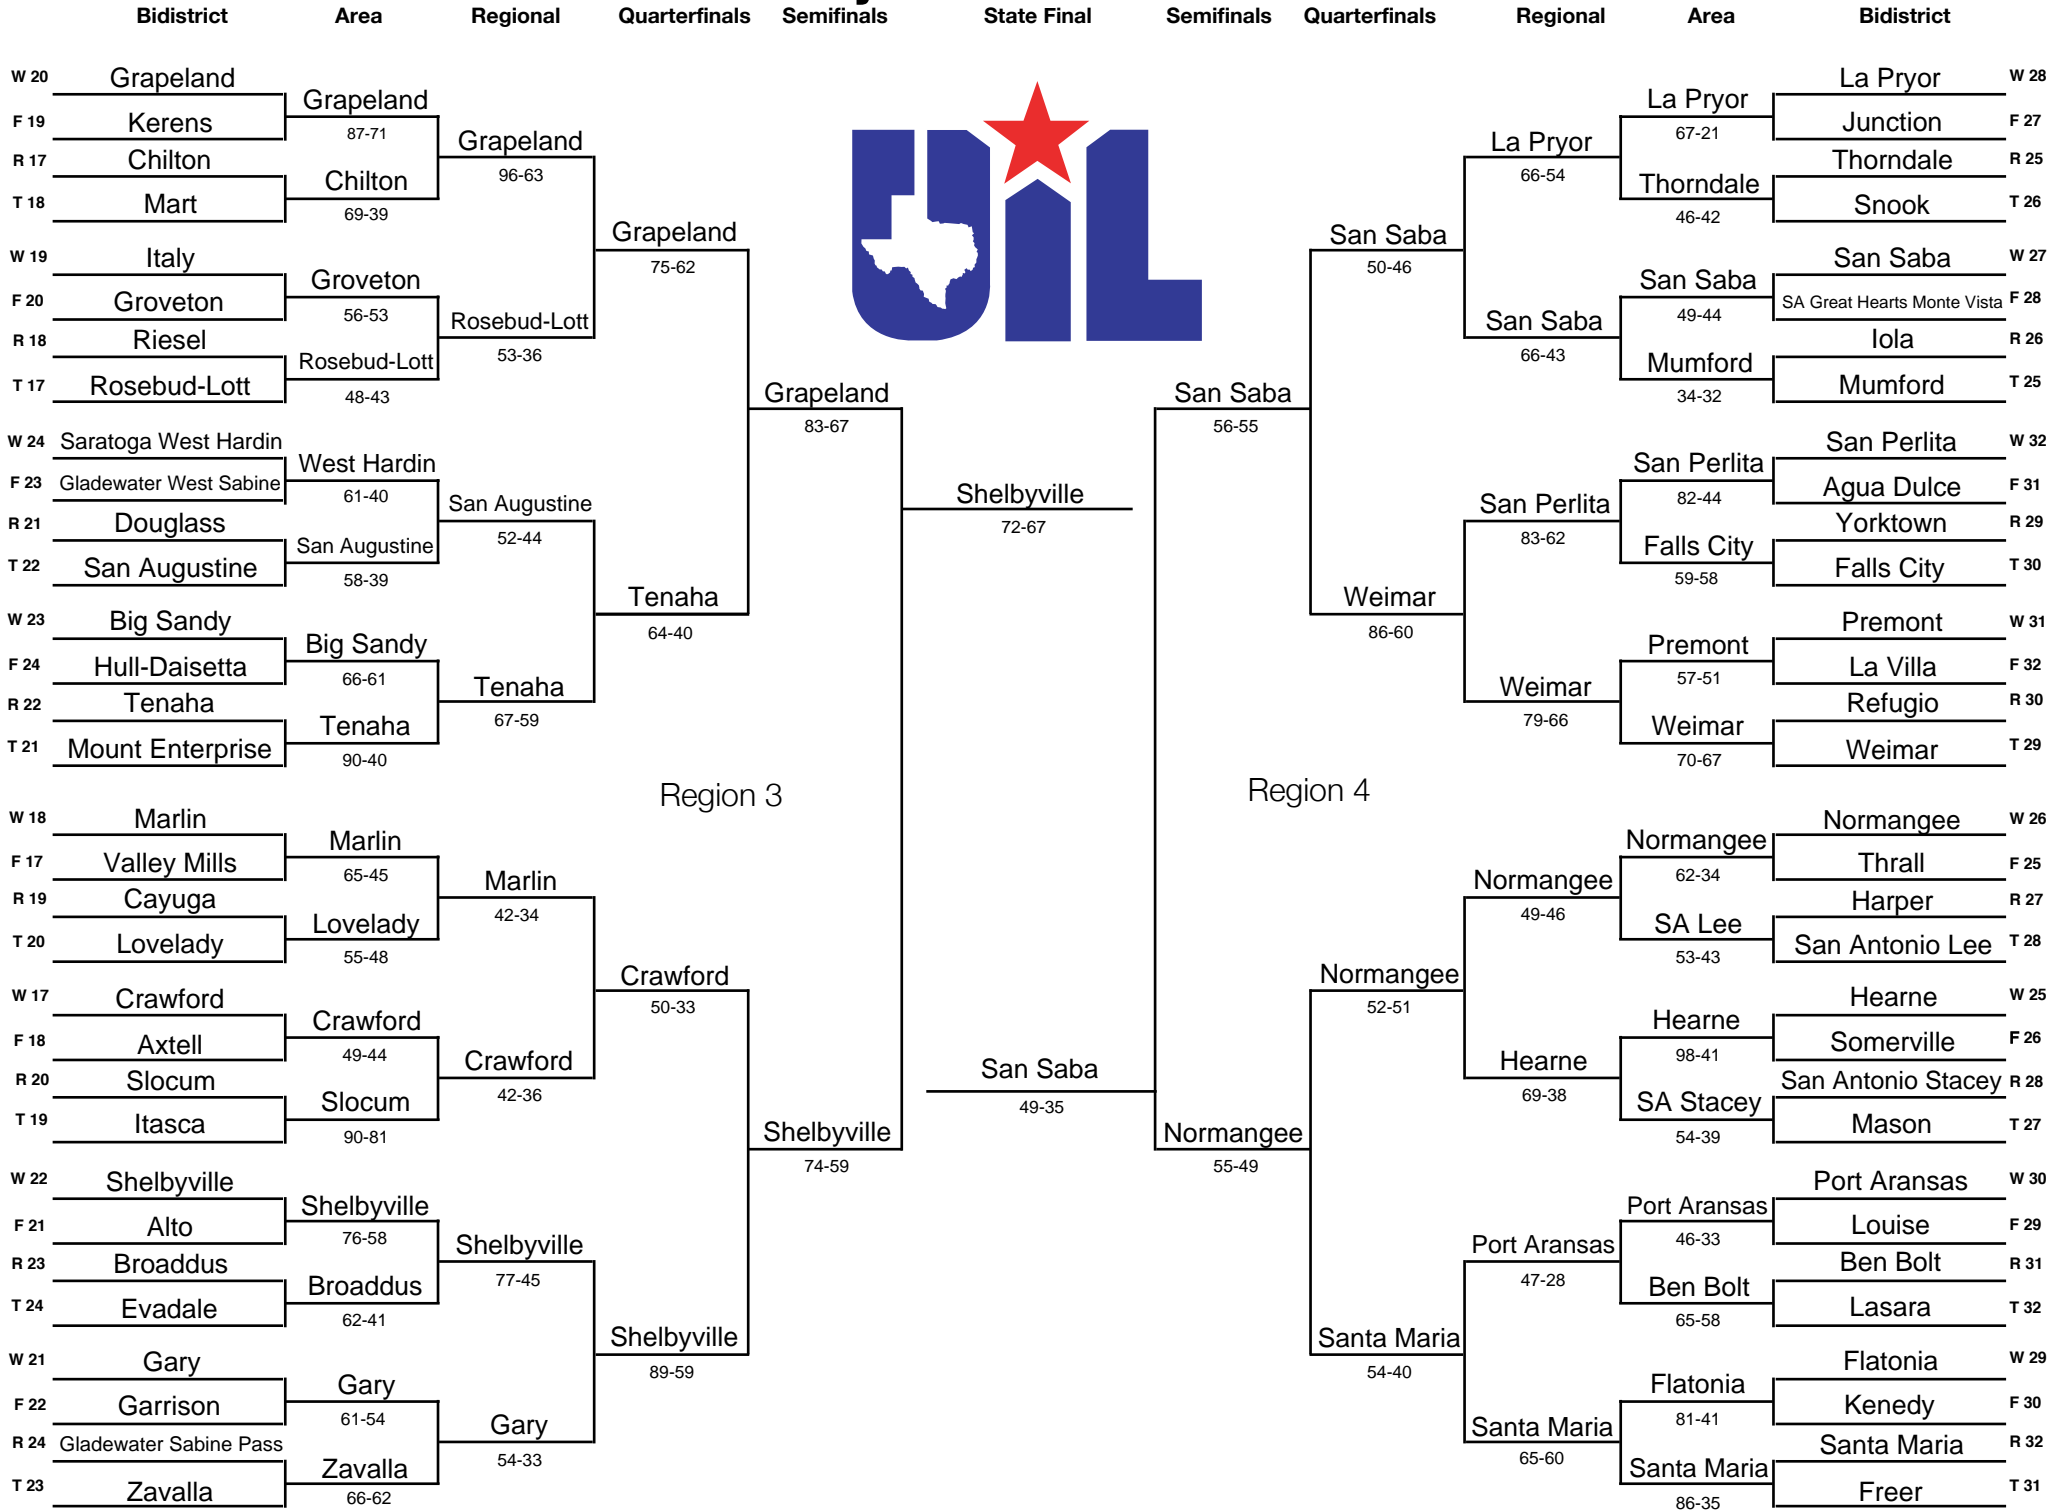 Bidistrict Area Regional Quarterfinals Semifinals State Final Semifinals Quarterfinals Regional Area Bidistrict
W 20 Grapeland
Grapeland
87-71
F 19 Kerens
Grapeland
96-63
R 17 Chilton
Chilton
69-39
T 18 Mart
Grapeland
75-62
W 19 Italy
Groveton
56-53
F 20 Groveton
Rosebud-Lott
53-36
R 18 Riesel
Rosebud-Lott
48-43
T 17 Rosebud-Lott
Grapeland
83-67
W 24 Saratoga West Hardin
West Hardin
61-40
F 23 Gladewater West Sabine
San Augustine
52-44
R 21 Douglass
San Augustine
58-39
T 22 San Augustine
Tenaha
64-40
W 23 Big Sandy
Big Sandy
66-61
F 24 Hull-Daisetta
Tenaha
67-59
R 22 Tenaha
Tenaha
90-40
T 21 Mount Enterprise
Region 3
Shelbyville
72-67
W 18 Marlin
Marlin
65-45
F 17 Valley Mills
Marlin
42-34
R 19 Cayuga
Lovelady
55-48
T 20 Lovelady
Crawford
50-33
W 17 Crawford
Crawford
49-44
F 18 Axtell
Crawford
42-36
R 20 Slocum
Slocum
90-81
T 19 Itasca
Shelbyville
74-59
W 22 Shelbyville
Shelbyville
76-58
F 21 Alto
Shelbyville
77-45
R 23 Broaddus
Broaddus
62-41
T 24 Evadale
Shelbyville
89-59
W 21 Gary
Gary
61-54
F 22 Garrison
Gary
54-33
R 24 Gladewater Sabine Pass
Zavalla
66-62
T 23 Zavalla
UiL
La Pryor W 28
La Pryor
67-21
Junction F 27
La Pryor
66-54
Thorndale R 25
Thorndale
46-42
Snook T 26
San Saba
50-46
San Saba W 27
San Saba
49-44
SA Great Hearts Monte Vista F 28
San Saba
66-43
Iola R 26
Mumford
34-32
Mumford T 25
San Saba
56-55
San Perlita W 32
San Perlita
82-44
Agua Dulce F 31
San Perlita
83-62
Yorktown R 29
Falls City
59-58
Falls City T 30
Weimar
86-60
Premont W 31
Premont
57-51
La Villa F 32
Weimar
79-66
Refugio R 30
Weimar
70-67
Weimar T 29
Region 4
San Saba
49-35
Normangee W 26
Normangee
62-34
Thrall F 25
Normangee
49-46
Harper R 27
SA Lee
53-43
San Antonio Lee T 28
Normangee
52-51
Hearne W 25
Hearne
98-41
Somerville F 26
Hearne
69-38
San Antonio Stacey R 28
SA Stacey
54-39
Mason T 27
Normangee
55-49
Port Aransas W 30
Port Aransas
46-33
Louise F 29
Port Aransas
47-28
Ben Bolt R 31
Ben Bolt
65-58
Lasara T 32
Santa Maria
54-40
Flatonia W 29
Flatonia
81-41
Kenedy F 30
Santa Maria
65-60
Santa Maria R 32
Santa Maria
86-35
Freer T 31